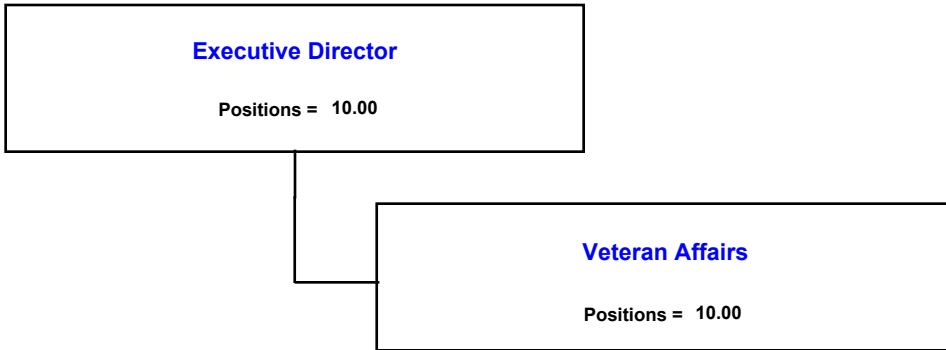 Executive Director
Positions = 10.00
Veteran Affairs
Positions = 10.00